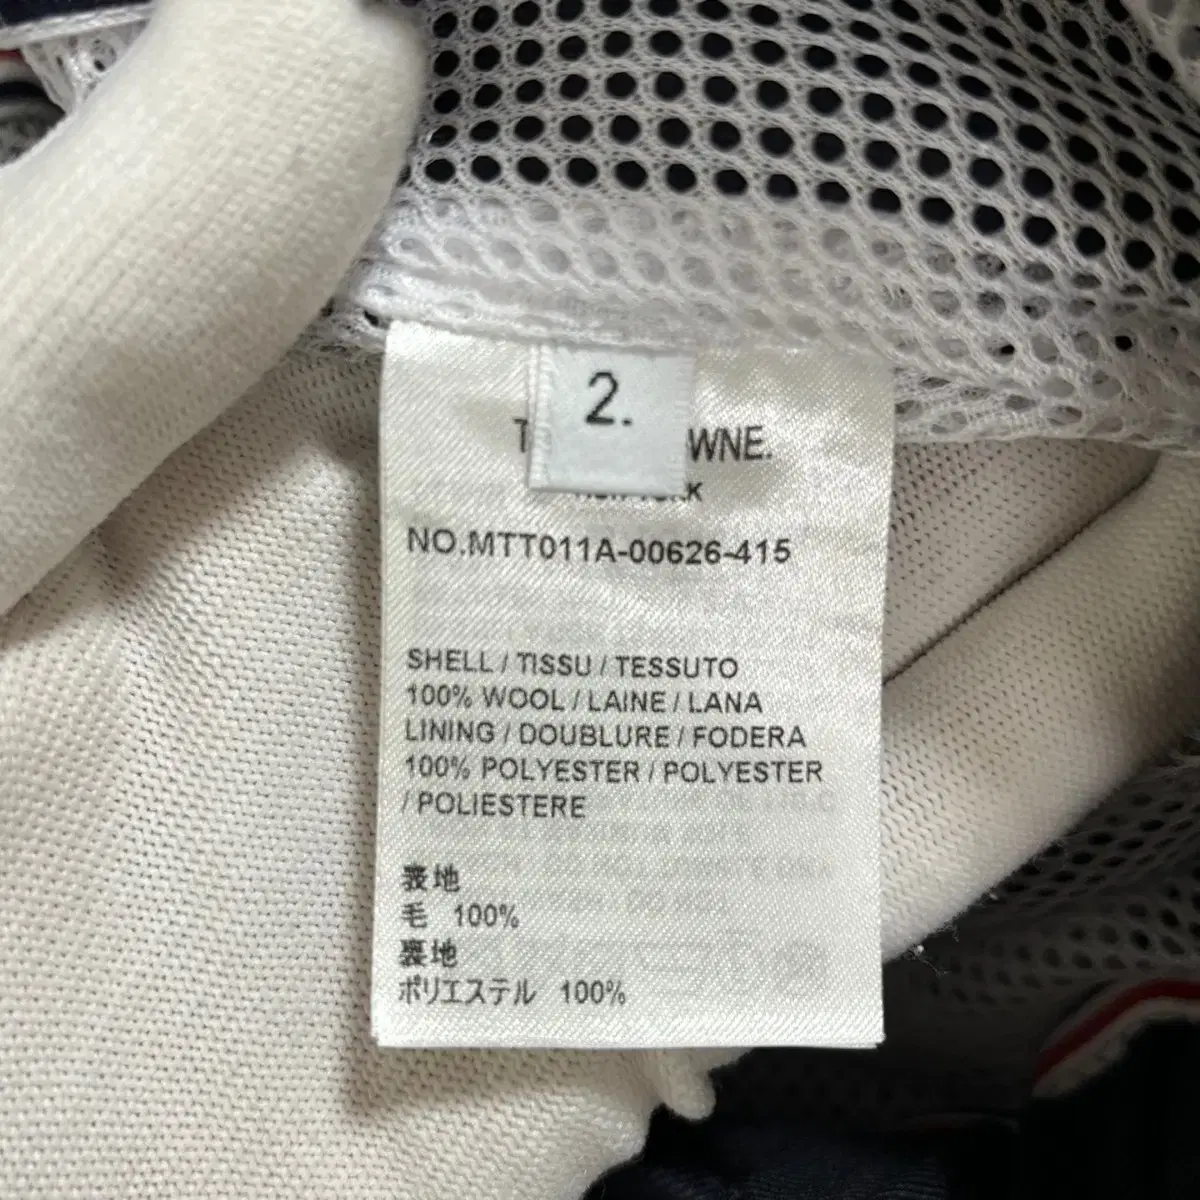 2.
WNE.
NO.MTT011A-00626-415
SHELL / TISSU / TESSUTO
100% WOOL / LAINE / LANA
LINING / DOUBLURE / FODERA
100% POLYESTER / POLYESTER
/ POLIESTERE
表地
毛 100%
裏地
ポリエステル 100%